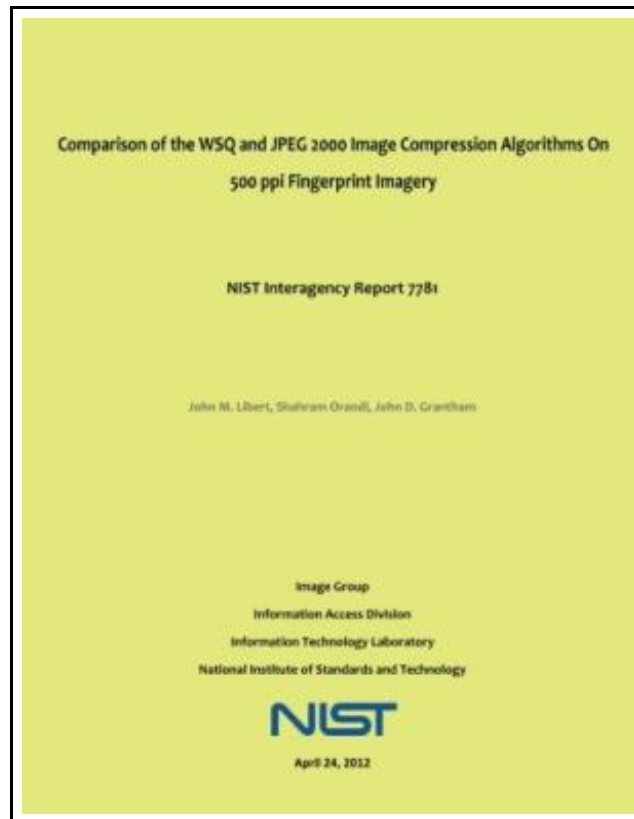 Comparison of the WSQ and JPEG 2000 Image Compression Algorithms On
500 ppi Fingerprint Imagery
NIST Interagency Report 7781
John M. Libert, Shahram Orandi, John D. Grantham
Image Group
Information Access Division
Information Technology Laboratory
National Institute of Standards and Technology
NIST
April 24, 2012